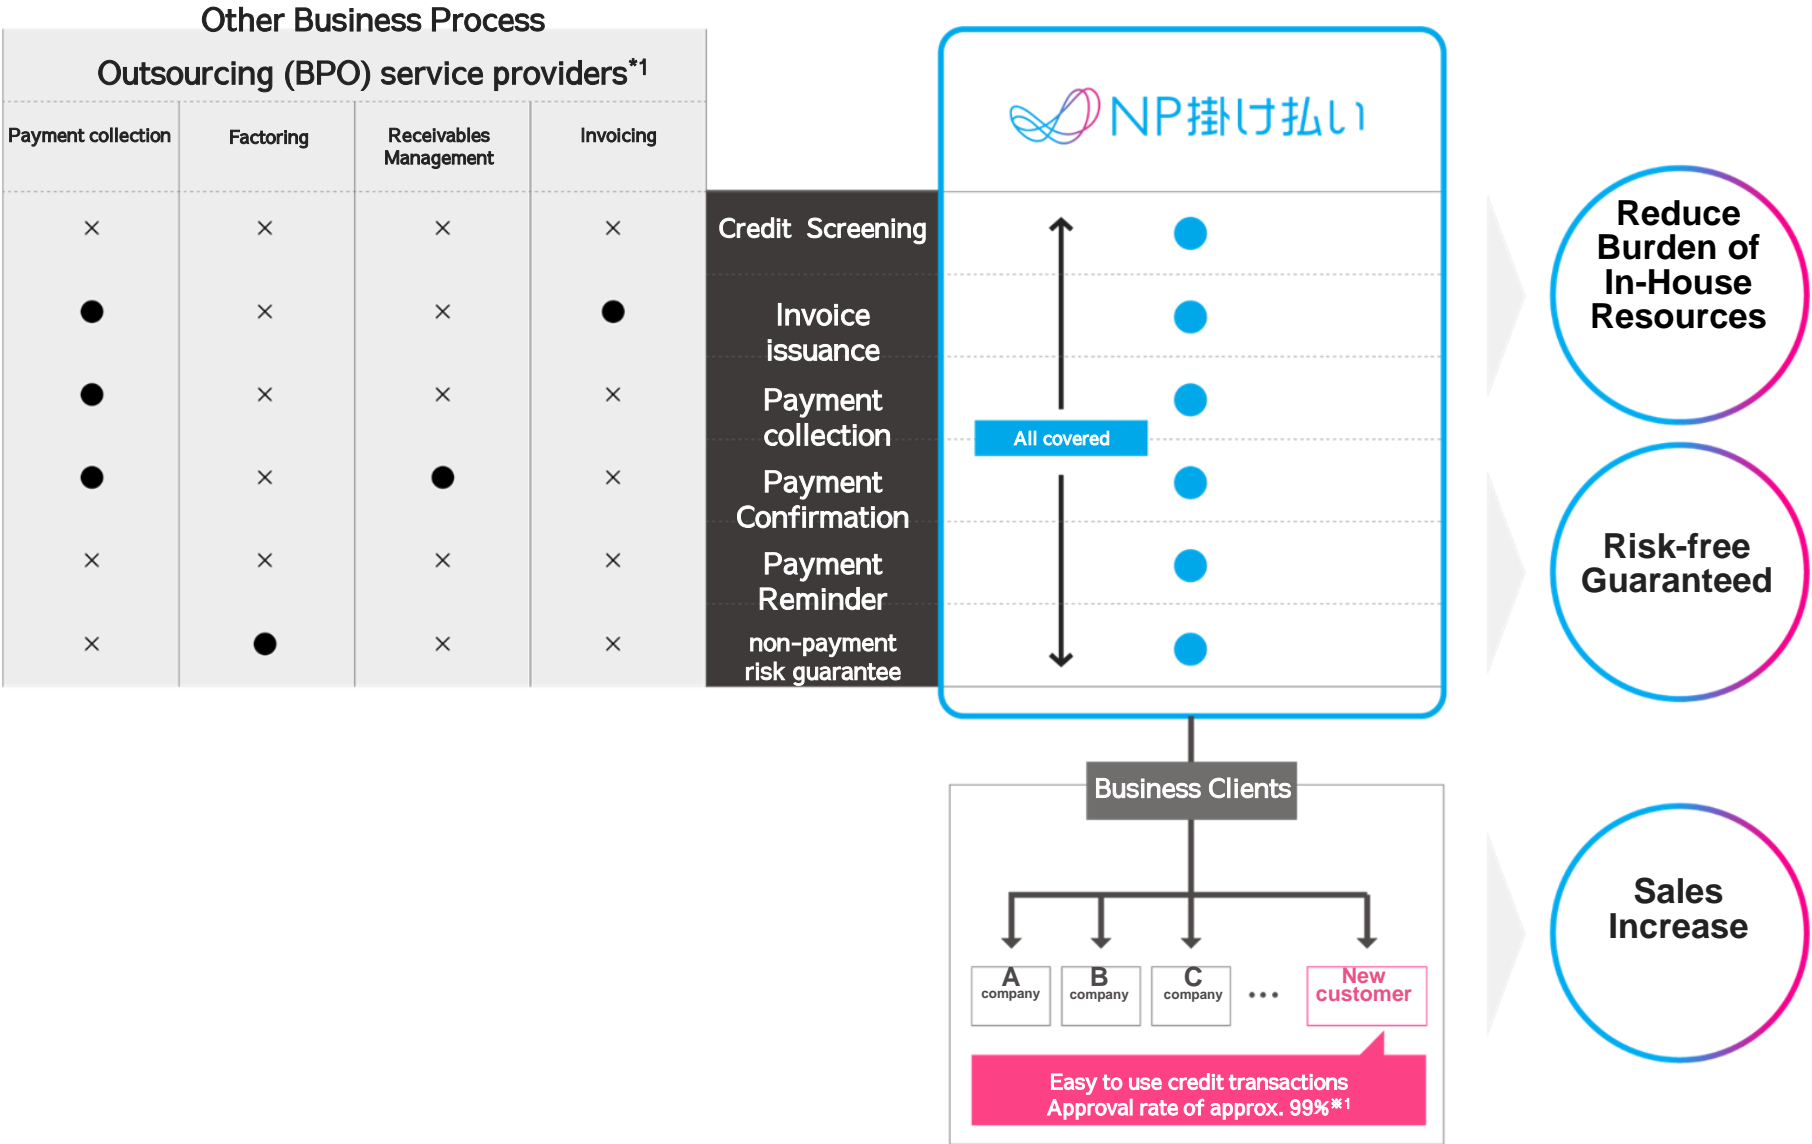 Other Business Process
Outsourcing (BPO) service providers*1
Payment collection
Factoring
Receivables
Management
Invoicing
NP掛け払い
× × × × Credit Screening ●
● × × ● Invoice
issuance ●
● × × × Payment
collection ●
All covered
● × ● × Payment
Confirmation ●
× × × × Payment
Reminder ●
× ● × × non-payment
risk guarantee ●
Reduce
Burden of
In-House
Resources
Risk-free
Guaranteed
Business Clients
A
company
B
company
C
company
•••
New
customer
Easy to use credit transactions
Approval rate of approx. 99%※1
Sales
Increase